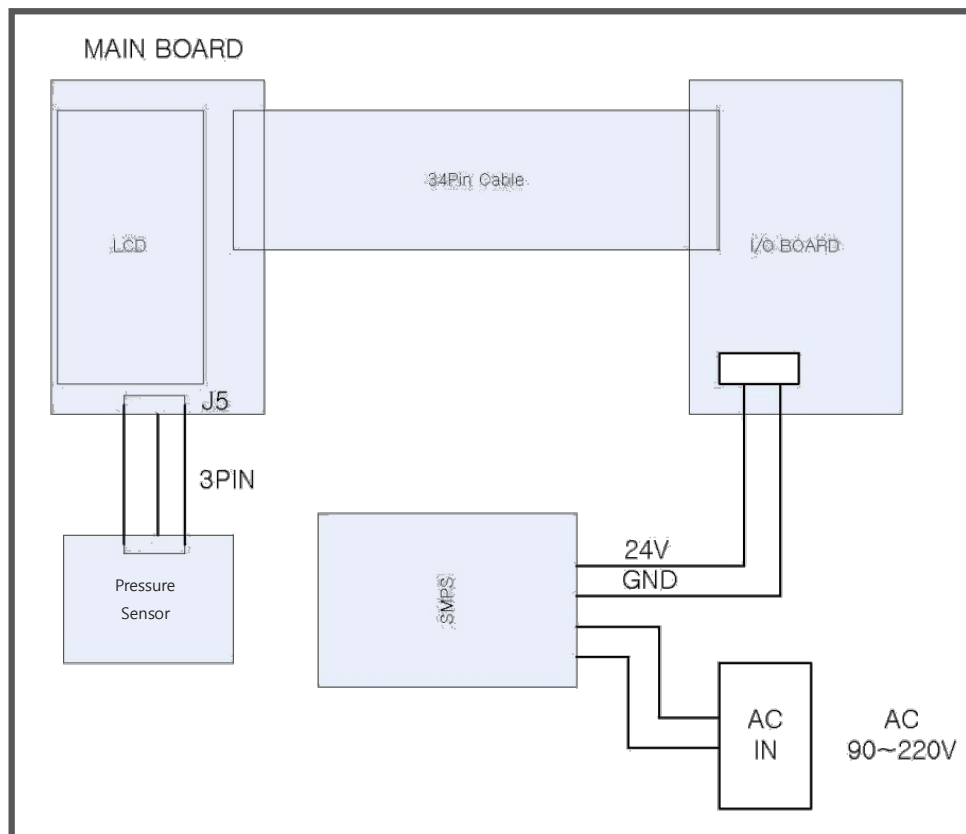 MAIN BOARD
34Pin Cable
LCD
I/O BOARD
J5
3PIN
Pressure
Sensor
SMPS
24V
GND
AC
IN
AC
90~220V